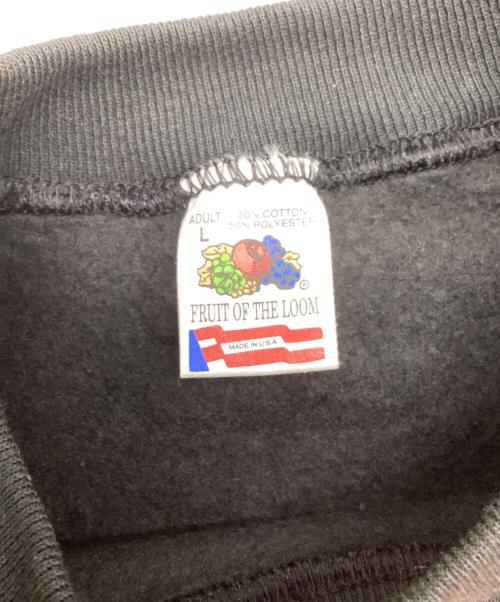 ADULT 50% COTTON
L 50% POLYESTER
®
FRUIT OF THE LOOM
MADE IN U.S.A